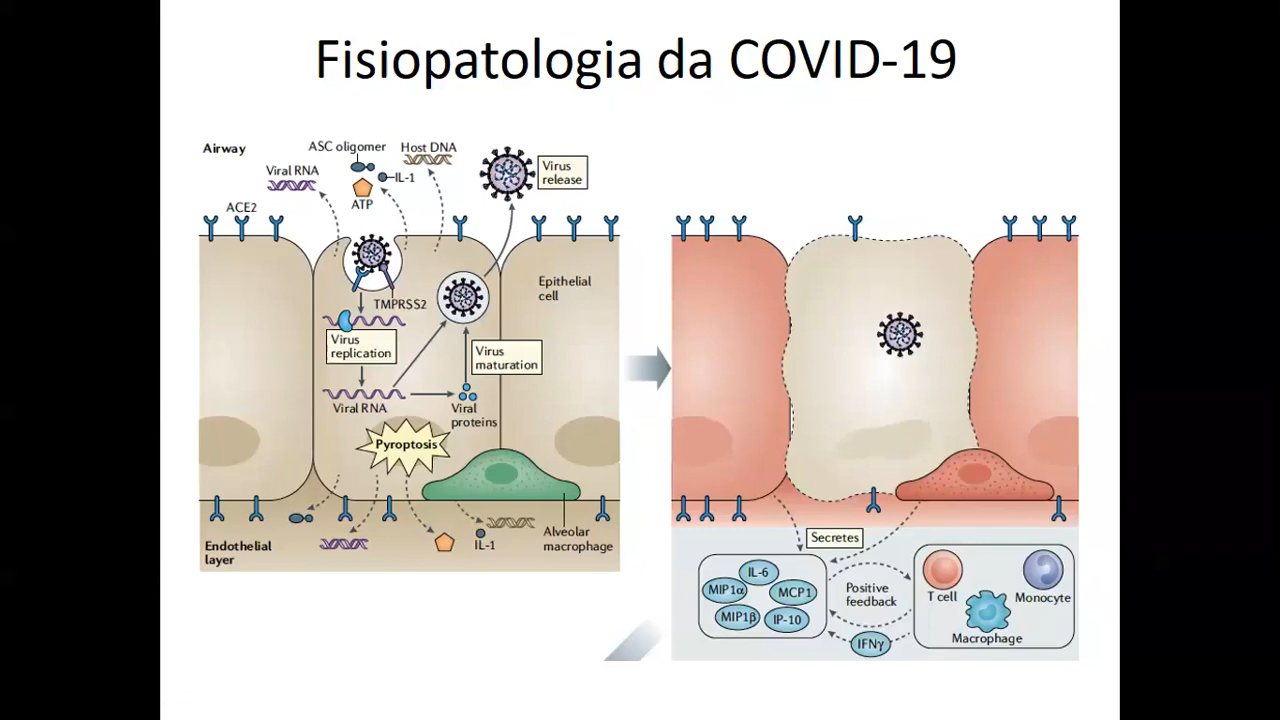 Fisiopatologia da COVID-19
Airway
ASC oligomer
Host DNA
Viral RNA
IL-1
Virus
release
ATP
ACE2
Epithelial
cell
TMPRSS2
Virus
replication
Virus
maturation
Viral RNA
Viral
proteins
Pyroptosis
Endothelial
layer
IL-1
Alveolar
macrophage
Secretes
IL-6
MIP1α
MCP1
MIP1β
IP-10
Positive
feedback
IFNγ
T cell
Monocyte
Macrophage